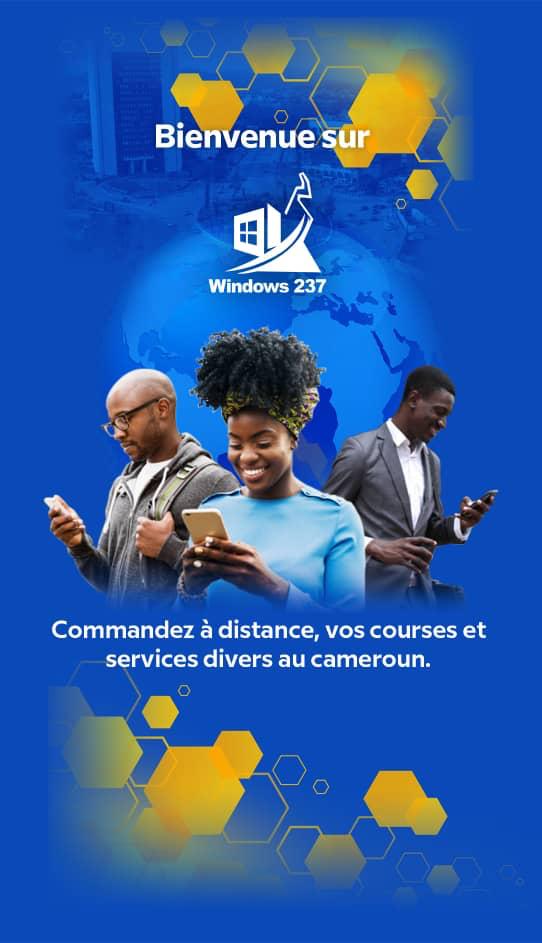 Bienvenue sur
Windows 237
Commandez à distance, vos courses et
services divers au cameroun.